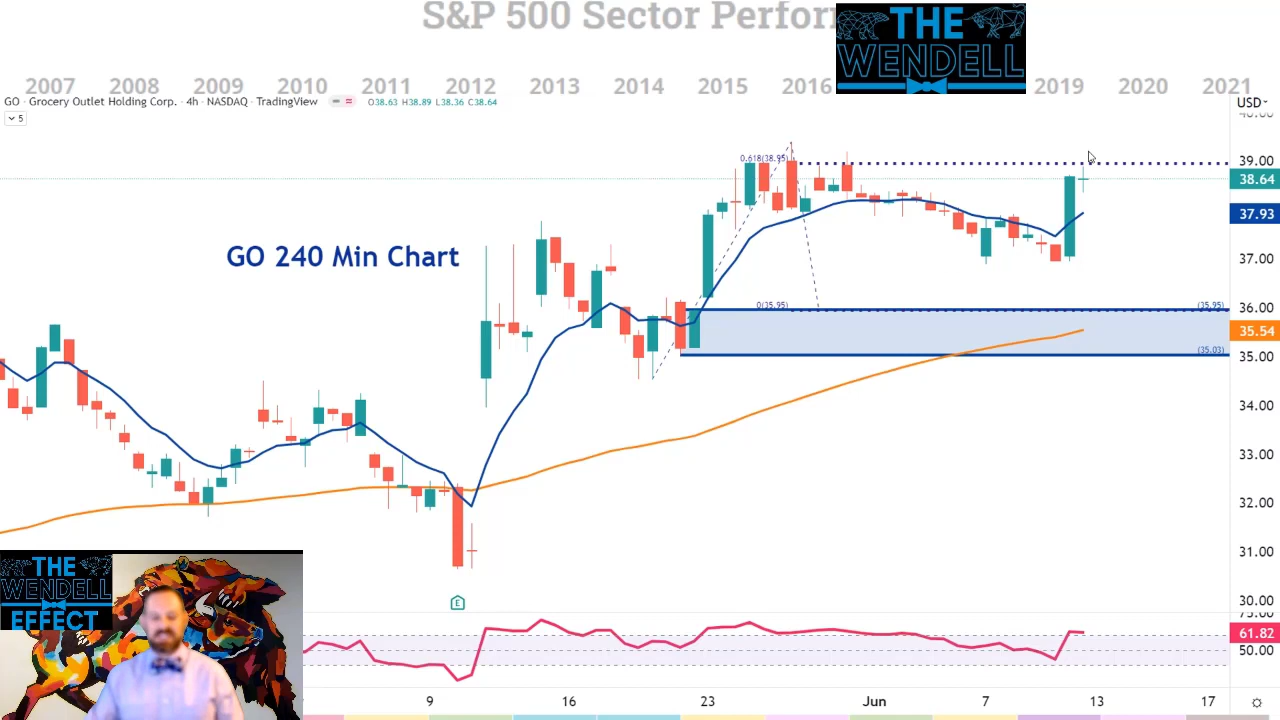 S&P 500 Sector Perfor
THE
WENDELL
2007 2008 2009 2010 2011 2012 2013 2014 2015 2016 2019 2020 2021
GO · Grocery Outlet Holding Corp. · 4h · NASDAQ · TradingView O38.63 H38.89 L38.36 C38.64
USD
5
40.00
0.618(38.95)
39.00
38.64
37.93
GO 240 Min Chart
37.00
0(35.95)
(35.95)
36.00
35.54
(35.03)
35.00
34.00
33.00
32.00
31.00
E
30.00
75.00
61.82
50.00
THE
WENDELL
EFFECT
9 16 23 Jun 7 13 17